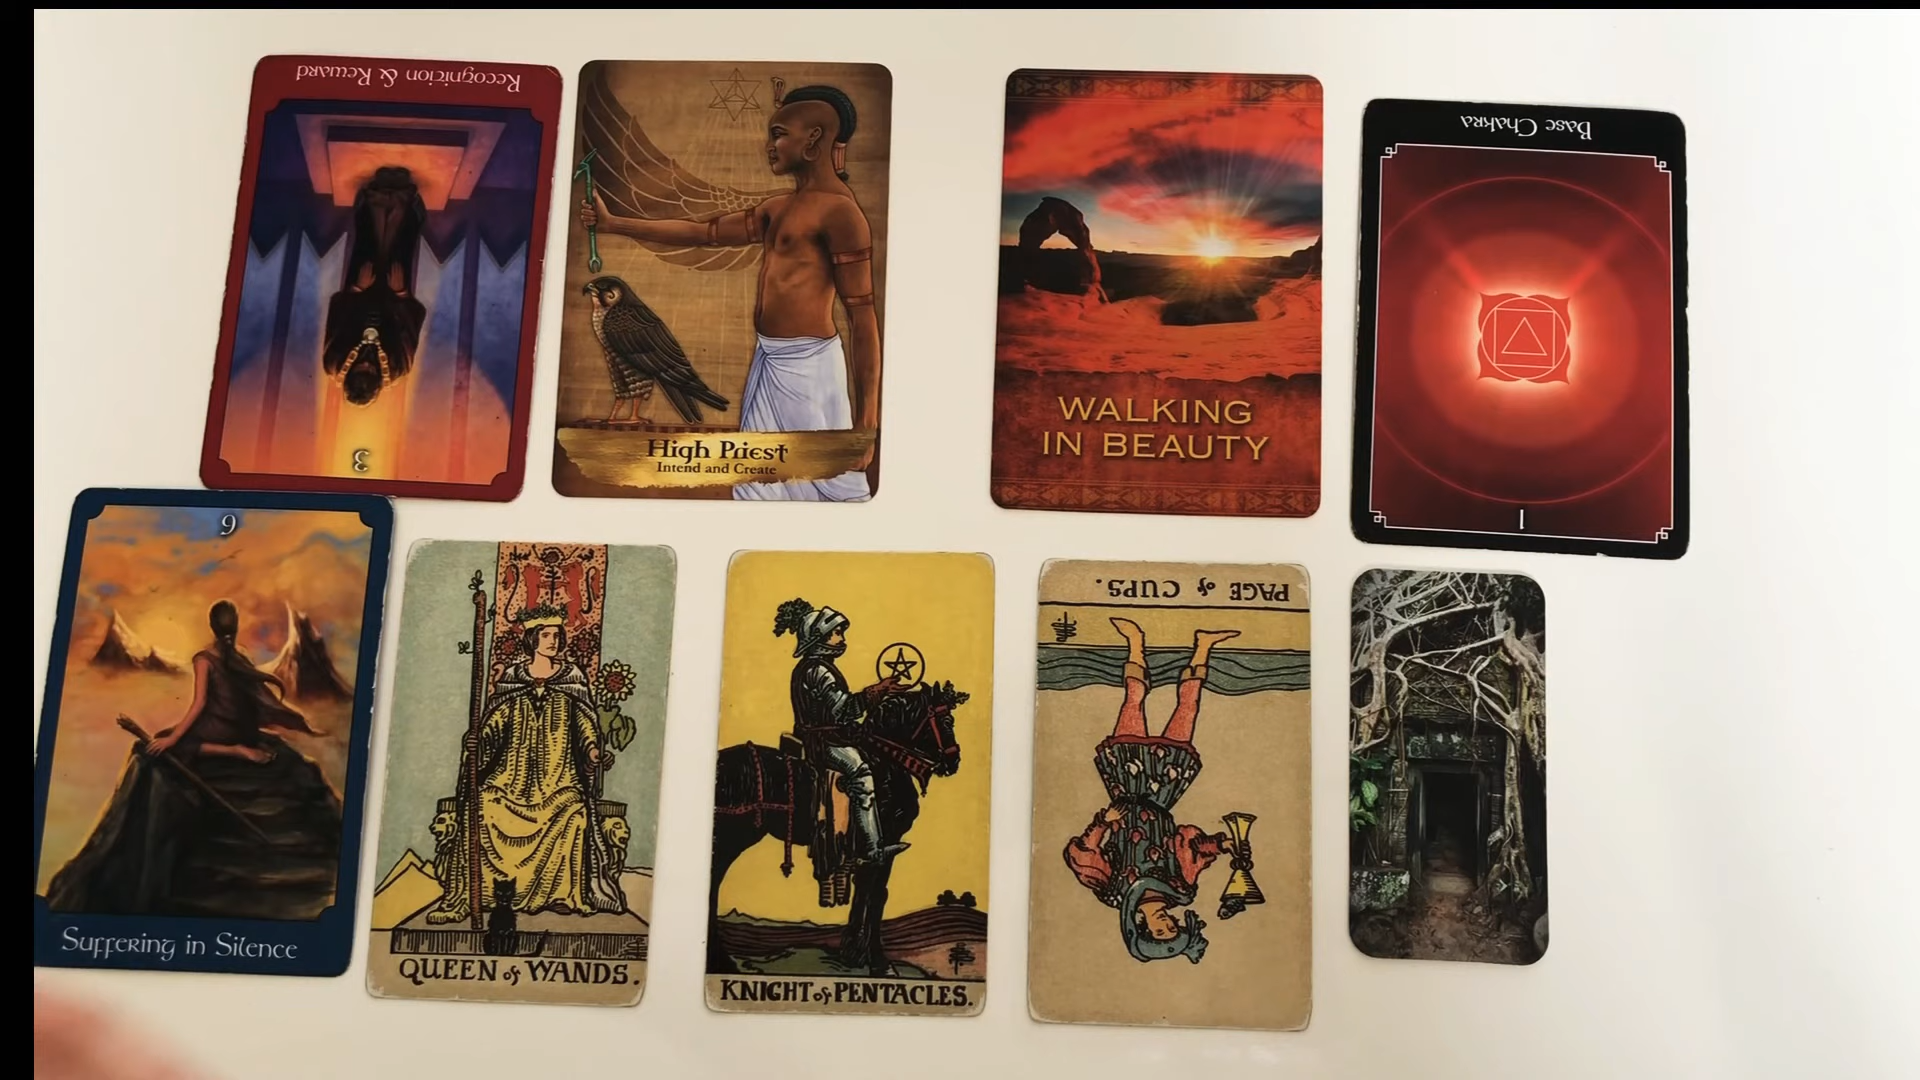 Recognition & Reward
3
High Priest
Intend and Create
WALKING
IN BEAUTY
Base Chakra
1
6
Suffering in Silence
QUEEN of WANDS.
KNIGHT of PENTACLES.
PAGE of CUPS.